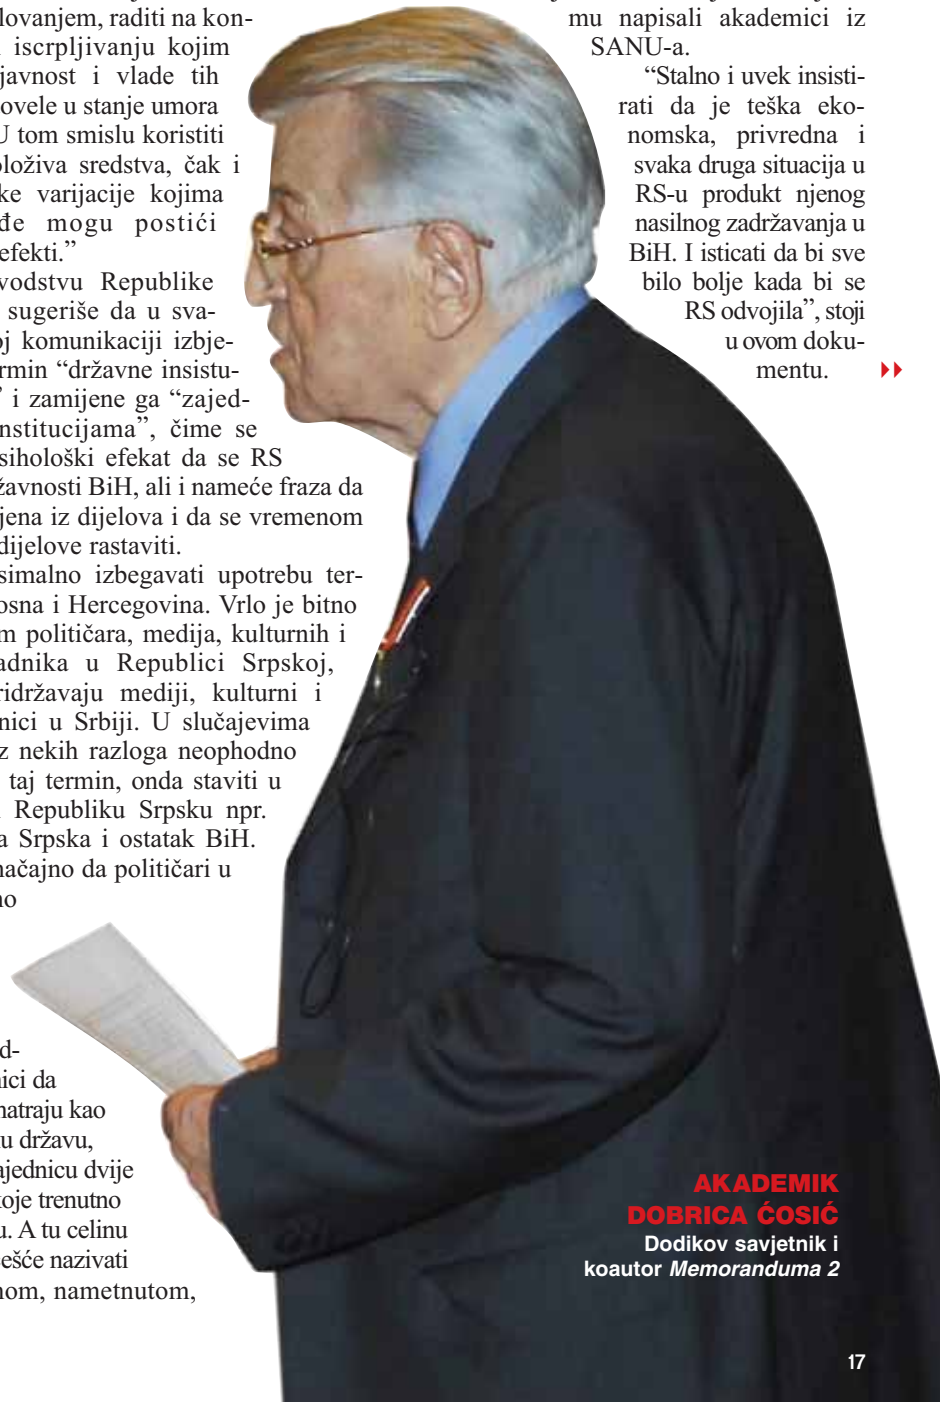 lovanjem, raditi na kon-
iscrpljivanju kojim
javnost i vlade tih
ovele u stanje umora
U tom smislu koristiti
oloživa sredstva, čak i
ke varijacije kojima
đe mogu postići
efekti.”
vodstvu Republike
sugeriše da u sva-
oj komunikaciji izbje-
ermin “državne insistu-
i zamijene ga “zajed-
nstitucijama”, čime se
sihološki efekat da se RS
žavnosti BiH, ali i nameće fraza da
jena iz dijelova i da se vremenom
dijelove rastaviti.
simalno izbegavati upotrebu ter-
osna i Hercegovina. Vrlo je bitno
m političara, medija, kulturnih i
adnika u Republici Srpskoj,
ridržavaju mediji, kulturni i
nici u Srbiji. U slučajevima
z nekih razloga neophodno
taj termin, onda staviti u
Republiku Srpsku npr.
a Srpska i ostatak BiH.
načajno da političari u
no
d-
nici da
matraju kao
u državu,
ajednicu dvije
koje trenutno
u. A tu celinu
ešće nazivati
nom, nametnutom,
mu napisali akademici iz
SANU-a.
“Stalno i uvek insisti-
rati da je teška eko-
nomska, privredna i
svaka druga situacija u
RS-u produkt njenog
nasilnog zadržavanja u
BiH. I isticati da bi sve
bilo bolje kada bi se
RS odvojila”, stoji
u ovom doku-
mentu.
AKADEMIK
DOBRICA ĆOSIĆ
Dodikov savjetnik i
koautor Memoranduma 2
17